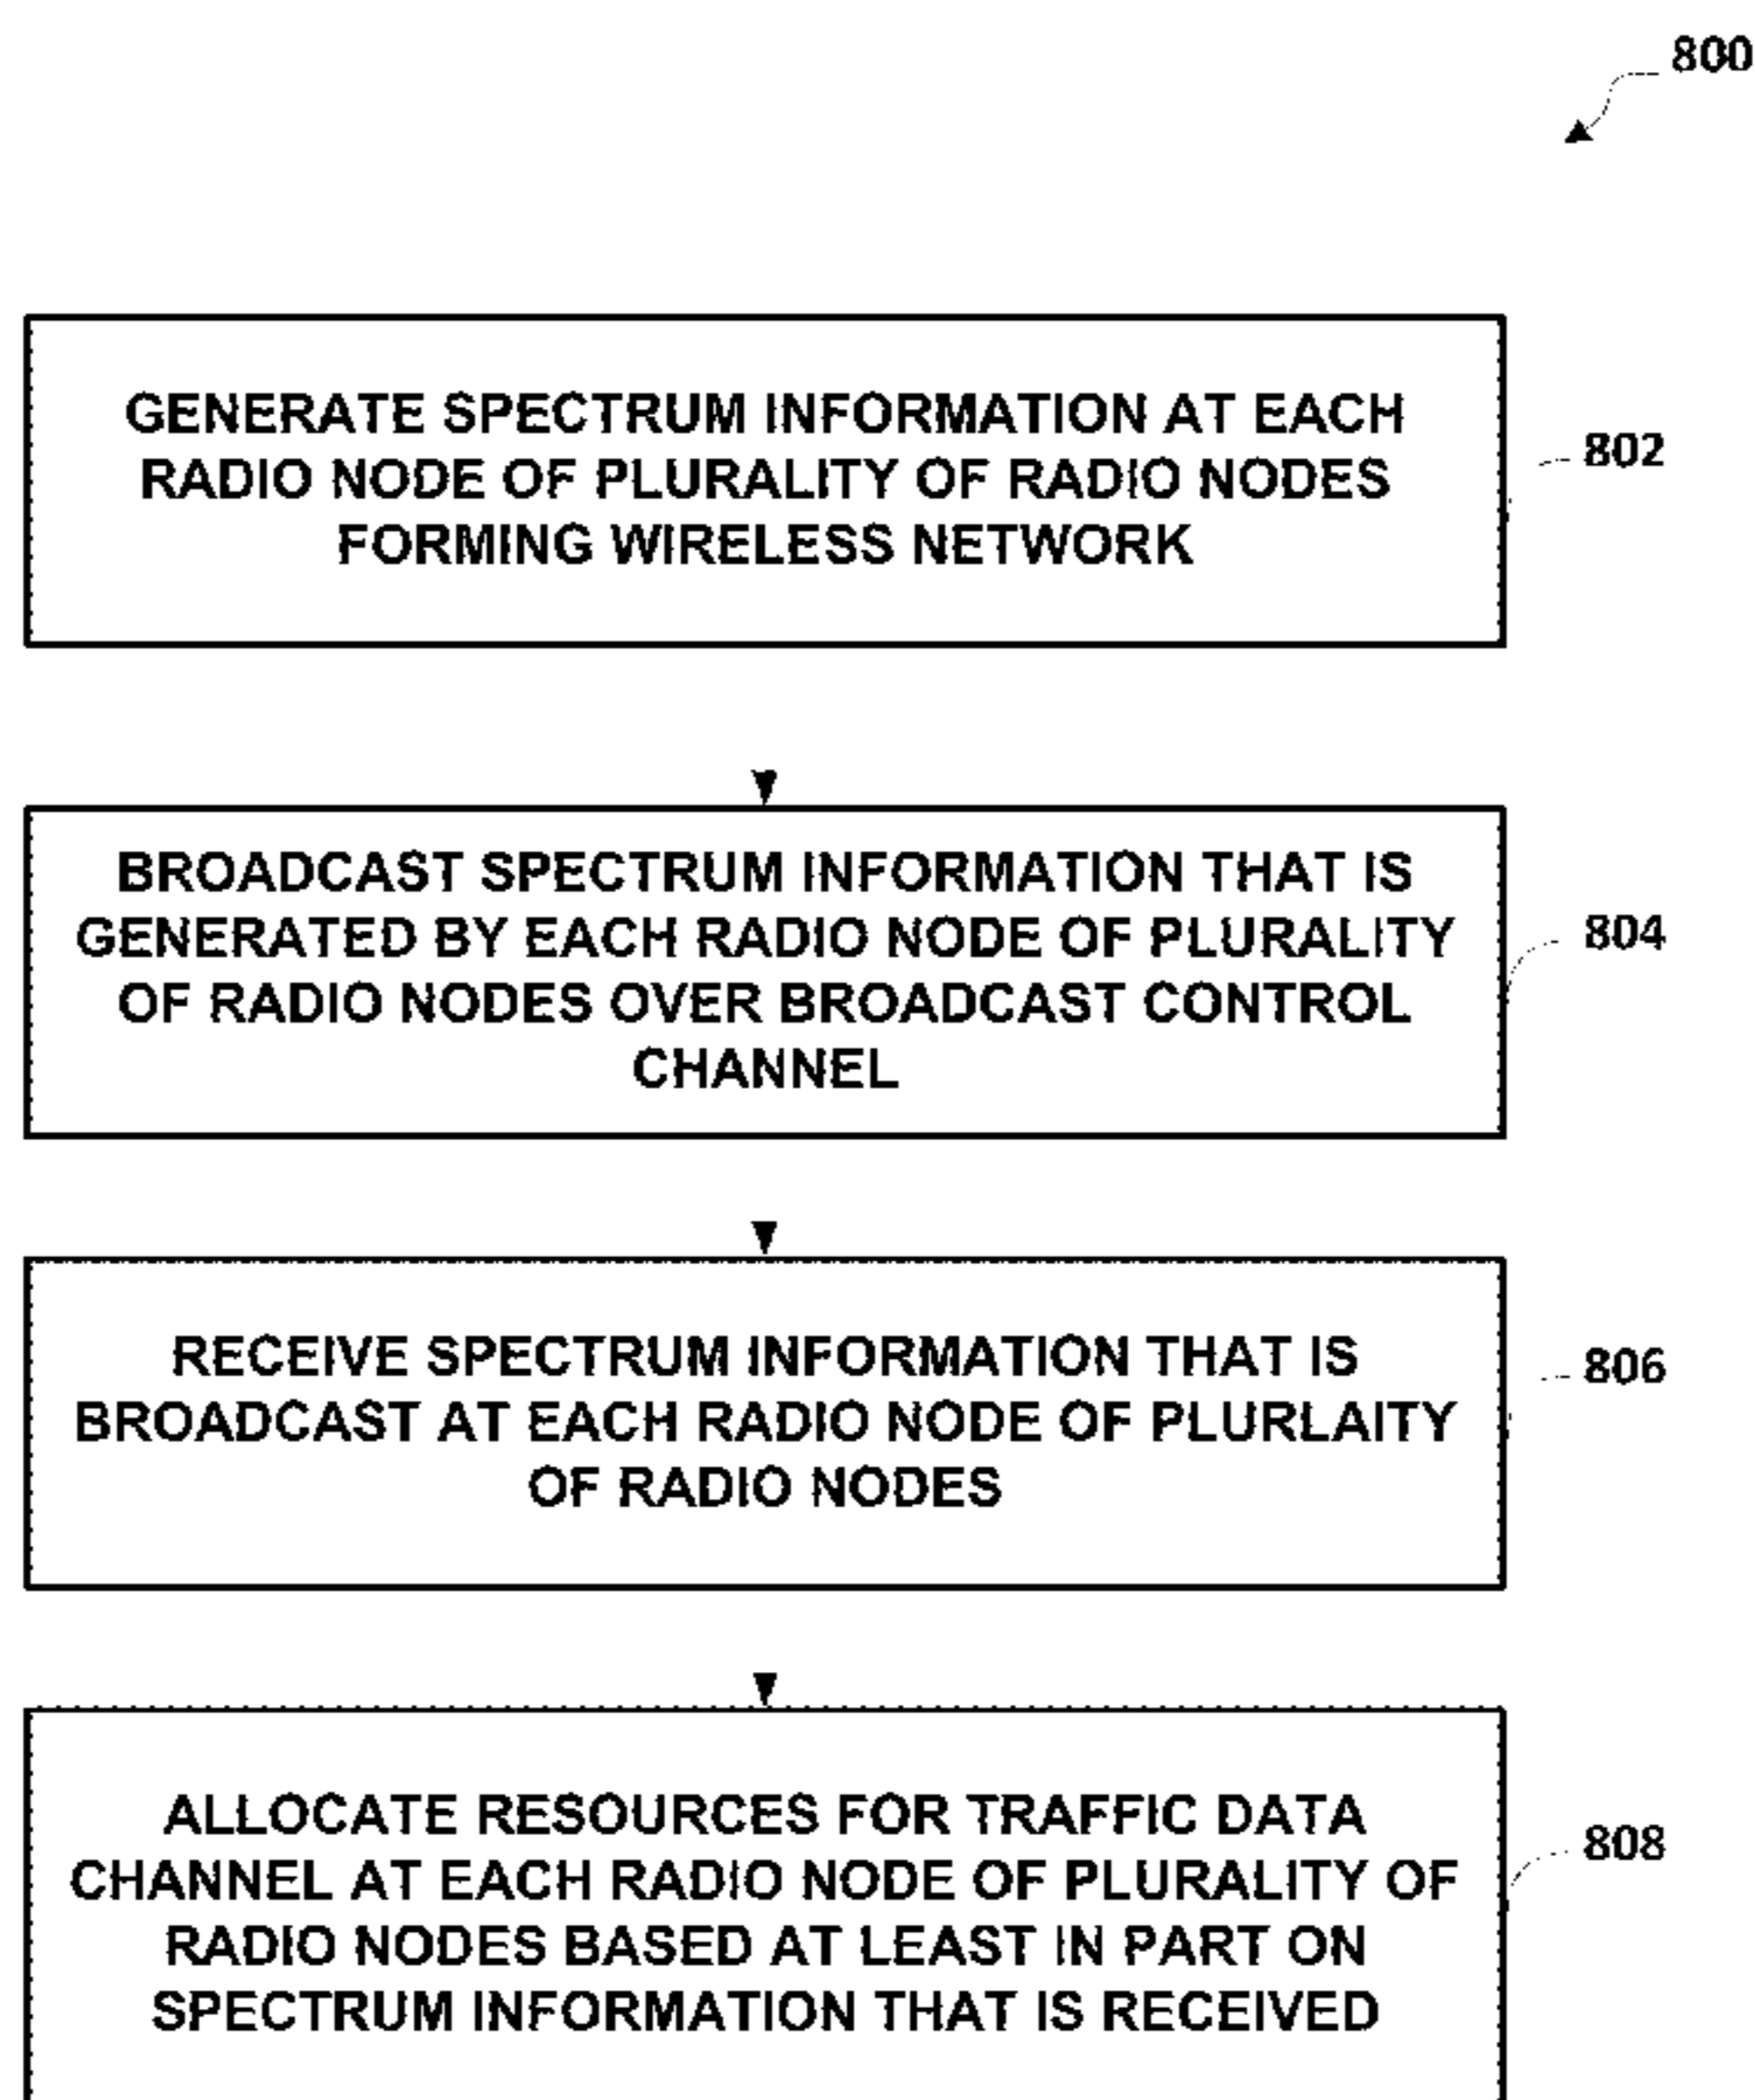 800
GENERATE SPECTRUM INFORMATION AT EACH
RADIO NODE OF PLURALITY OF RADIO NODES
FORMING WIRELESS NETWORK
802
BROADCAST SPECTRUM INFORMATION THAT IS
GENERATED BY EACH RADIO NODE OF PLURALITY
OF RADIO NODES OVER BROADCAST CONTROL
CHANNEL
804
RECEIVE SPECTRUM INFORMATION THAT IS
BROADCAST AT EACH RADIO NODE OF PLURLAITY
OF RADIO NODES
806
ALLOCATE RESOURCES FOR TRAFFIC DATA
CHANNEL AT EACH RADIO NODE OF PLURALITY OF
RADIO NODES BASED AT LEAST IN PART ON
SPECTRUM INFORMATION THAT IS RECEIVED
808